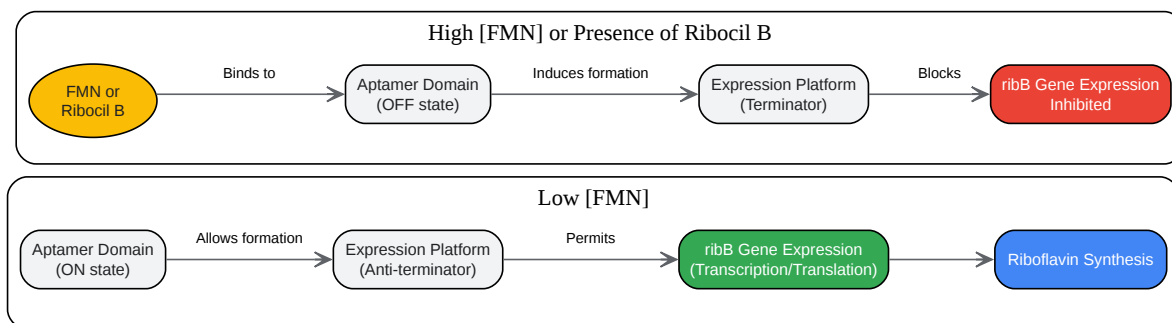 High [FMN] or Presence of Ribocil B
FMN or
Ribocil B
Binds to
Aptamer Domain
(OFF state)
Induces formation
Expression Platform
(Terminator)
Blocks
ribB Gene Expression
Inhibited
Low [FMN]
Aptamer Domain
(ON state)
Allows formation
Expression Platform
(Anti-terminator)
Permits
ribB Gene Expression
(Transcription/Translation)
Riboflavin Synthesis